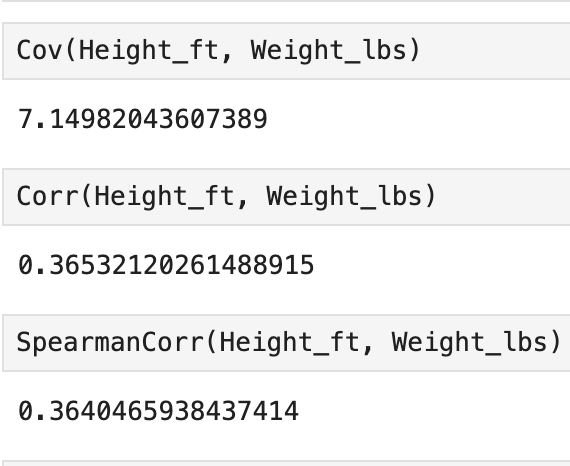 Cov(Height_ft, Weight_lbs)
7.14982043607389
Corr(Height_ft, Weight_lbs)
0.36532120261488915
SpearmanCorr(Height_ft, Weight_lbs)
0.3640465938437414